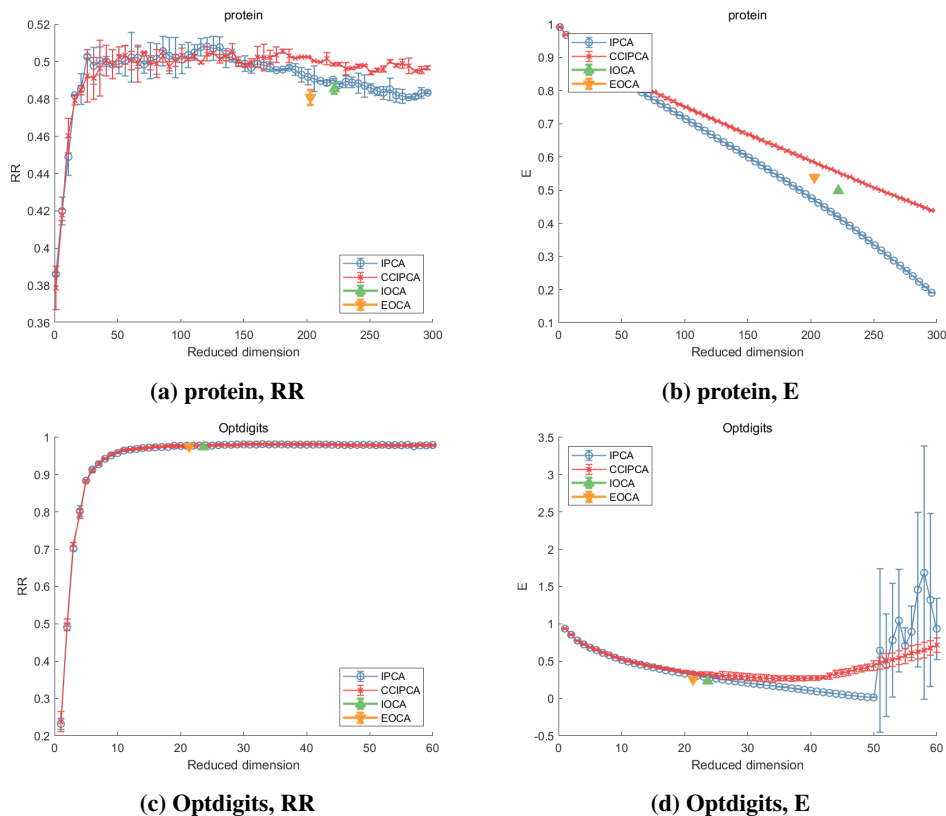 protein
0.52
0.5
0.48
0.46
0.44
0.42
0.4
0.38
0.36
RR
IPCA
CCIPCA
IOCA
EOCA
0 50 100 150 200 250 300
Reduced dimension
(a) protein, RR
protein
1
0.9
0.8
0.7
0.6
0.5
0.4
0.3
0.2
0.1
E
IPCA
CCIPCA
IOCA
EOCA
0 50 100 150 200 250 300
Reduced dimension
(b) protein, E
Optdigits
1
0.9
0.8
0.7
0.6
0.5
0.4
0.3
0.2
RR
IPCA
CCIPCA
IOCA
EOCA
0 10 20 30 40 50 60
Reduced dimension
(c) Optdigits, RR
Optdigits
3.5
3
2.5
2
1.5
1
0.5
0
-0.5
E
IPCA
CCIPCA
IOCA
EOCA
0 10 20 30 40 50 60
Reduced dimension
(d) Optdigits, E